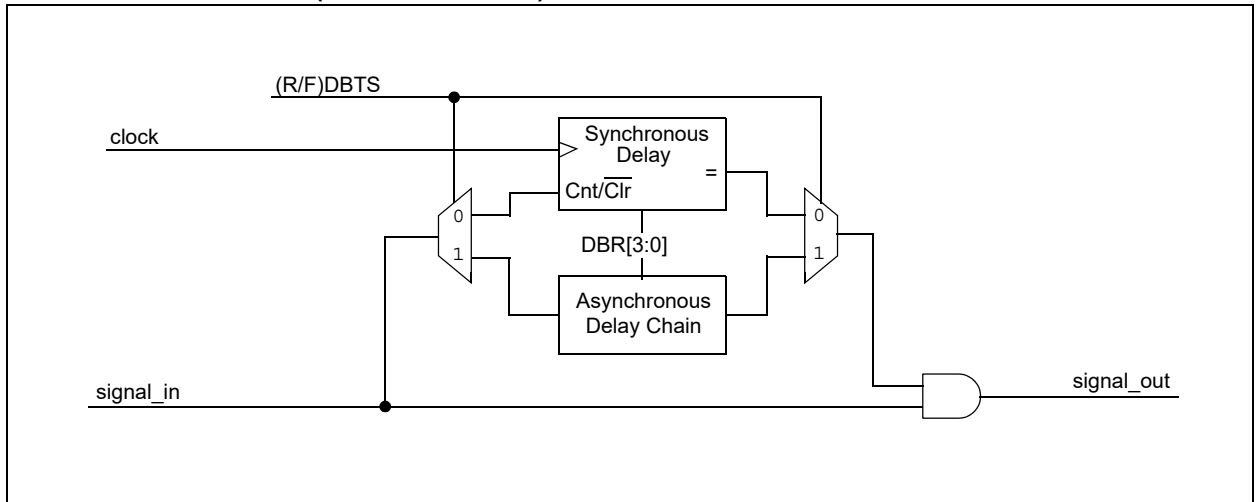 (R/F)DBTS
clock
Synchronous
Delay
=
Cnt/Clr
0
0
DBR[3:0]
1
1
Asynchronous
Delay Chain
signal_in
signal_out